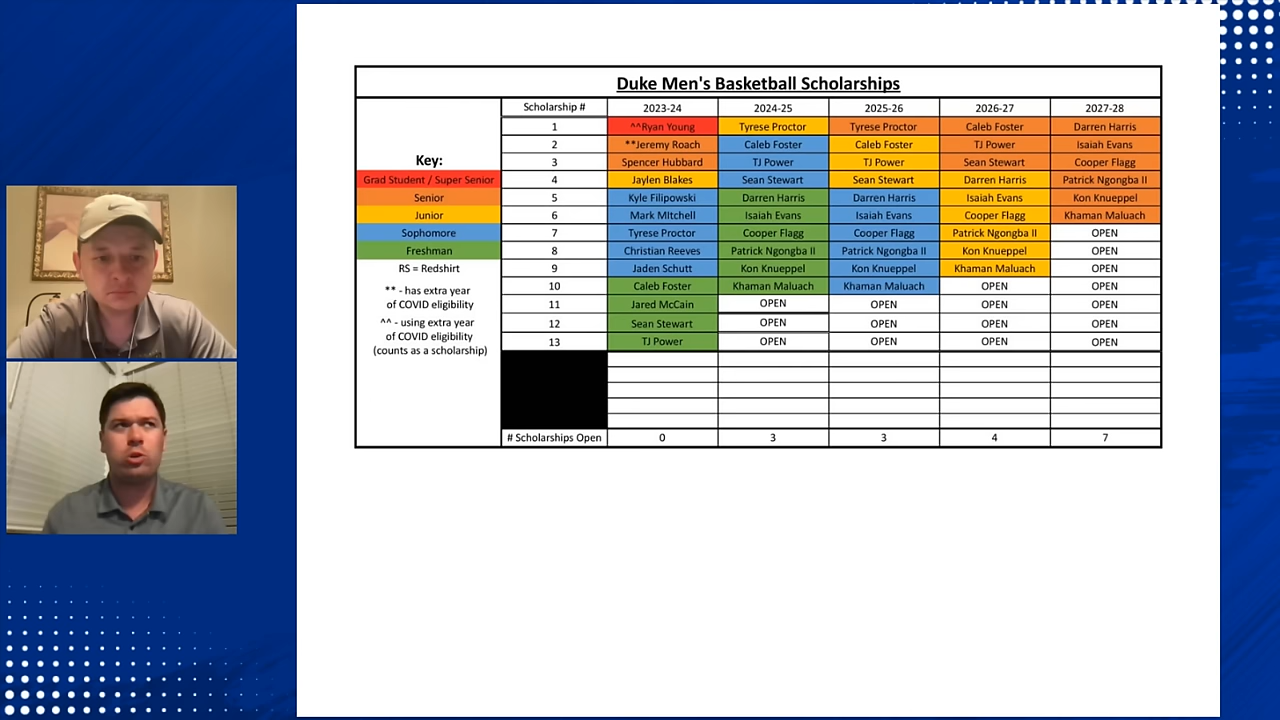 Duke Men's Basketball Scholarships
Scholarship # 2023-24 2024-25 2025-26 2026-27 2027-28
1 ^^Ryan Young Tyrese Proctor Tyrese Proctor Caleb Foster Darren Harris
2 **Jeremy Roach Caleb Foster Caleb Foster TJ Power Isaiah Evans
Key: 3 Spencer Hubbard TJ Power TJ Power Sean Stewart Cooper Flagg
Grad Student / Super Senior 4 Jaylen Blakes Sean Stewart Sean Stewart Darren Harris Patrick Ngongba II
Senior 5 Kyle Filipowski Darren Harris Darren Harris Isaiah Evans Kon Knueppel
Junior 6 Mark MItchell Isaiah Evans Isaiah Evans Cooper Flagg Khaman Maluach
Sophomore 7 Tyrese Proctor Cooper Flagg Cooper Flagg Patrick Ngongba II OPEN
Freshman 8 Christian Reeves Patrick Ngongba II Patrick Ngongba II Kon Knueppel OPEN
RS = Redshirt 9 Jaden Schutt Kon Knueppel Kon Knueppel Khaman Maluach OPEN
** - has extra year 10 Caleb Foster Khaman Maluach Khaman Maluach OPEN OPEN
of COVID eligibility 11 Jared McCain OPEN OPEN OPEN OPEN
^^ - using extra year 12 Sean Stewart OPEN OPEN OPEN OPEN
of COVID eligibility 13 TJ Power OPEN OPEN OPEN OPEN
(counts as a scholarship)
# Scholarships Open 0 3 3 4 7